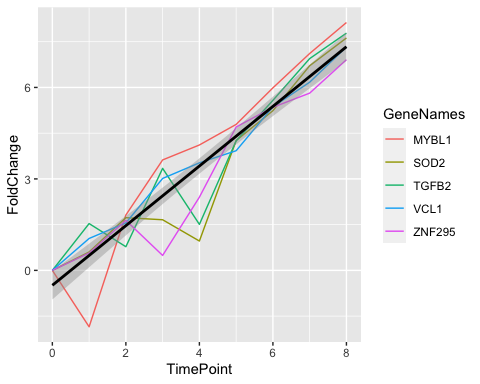 FoldChange
6
3
0
0
2
4
6
8
TimePoint
GeneNames
MYBL1
SOD2
TGFB2
VCL1
ZNF295